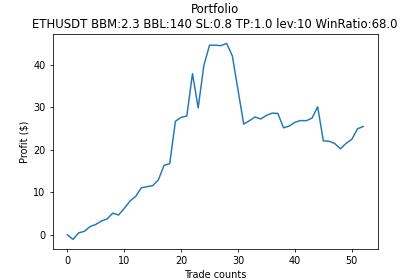 Portfolio
ETHUSDT BBM:2.3 BBL:140 SL:0.8 TP:1.0 lev:10 WinRatio:68.0
40
30
20
10
0
Profit ($)
0 10 20 30 40 50
Trade counts